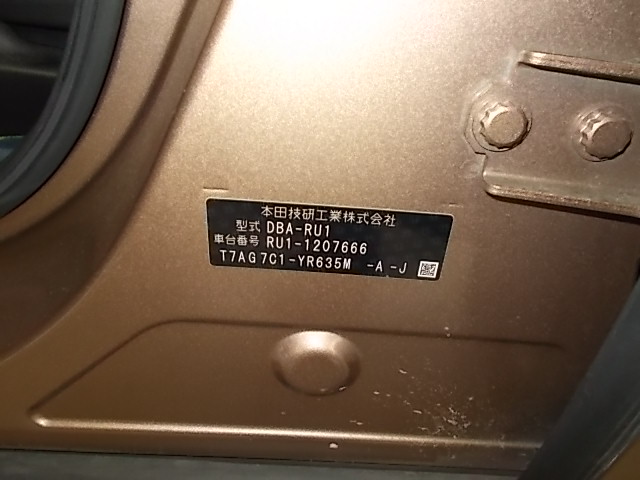 本田技研工業株式会社
型式 DBA-RU1
車台番号 RU1-1207666
T7AG7C1-YR635M -A-J